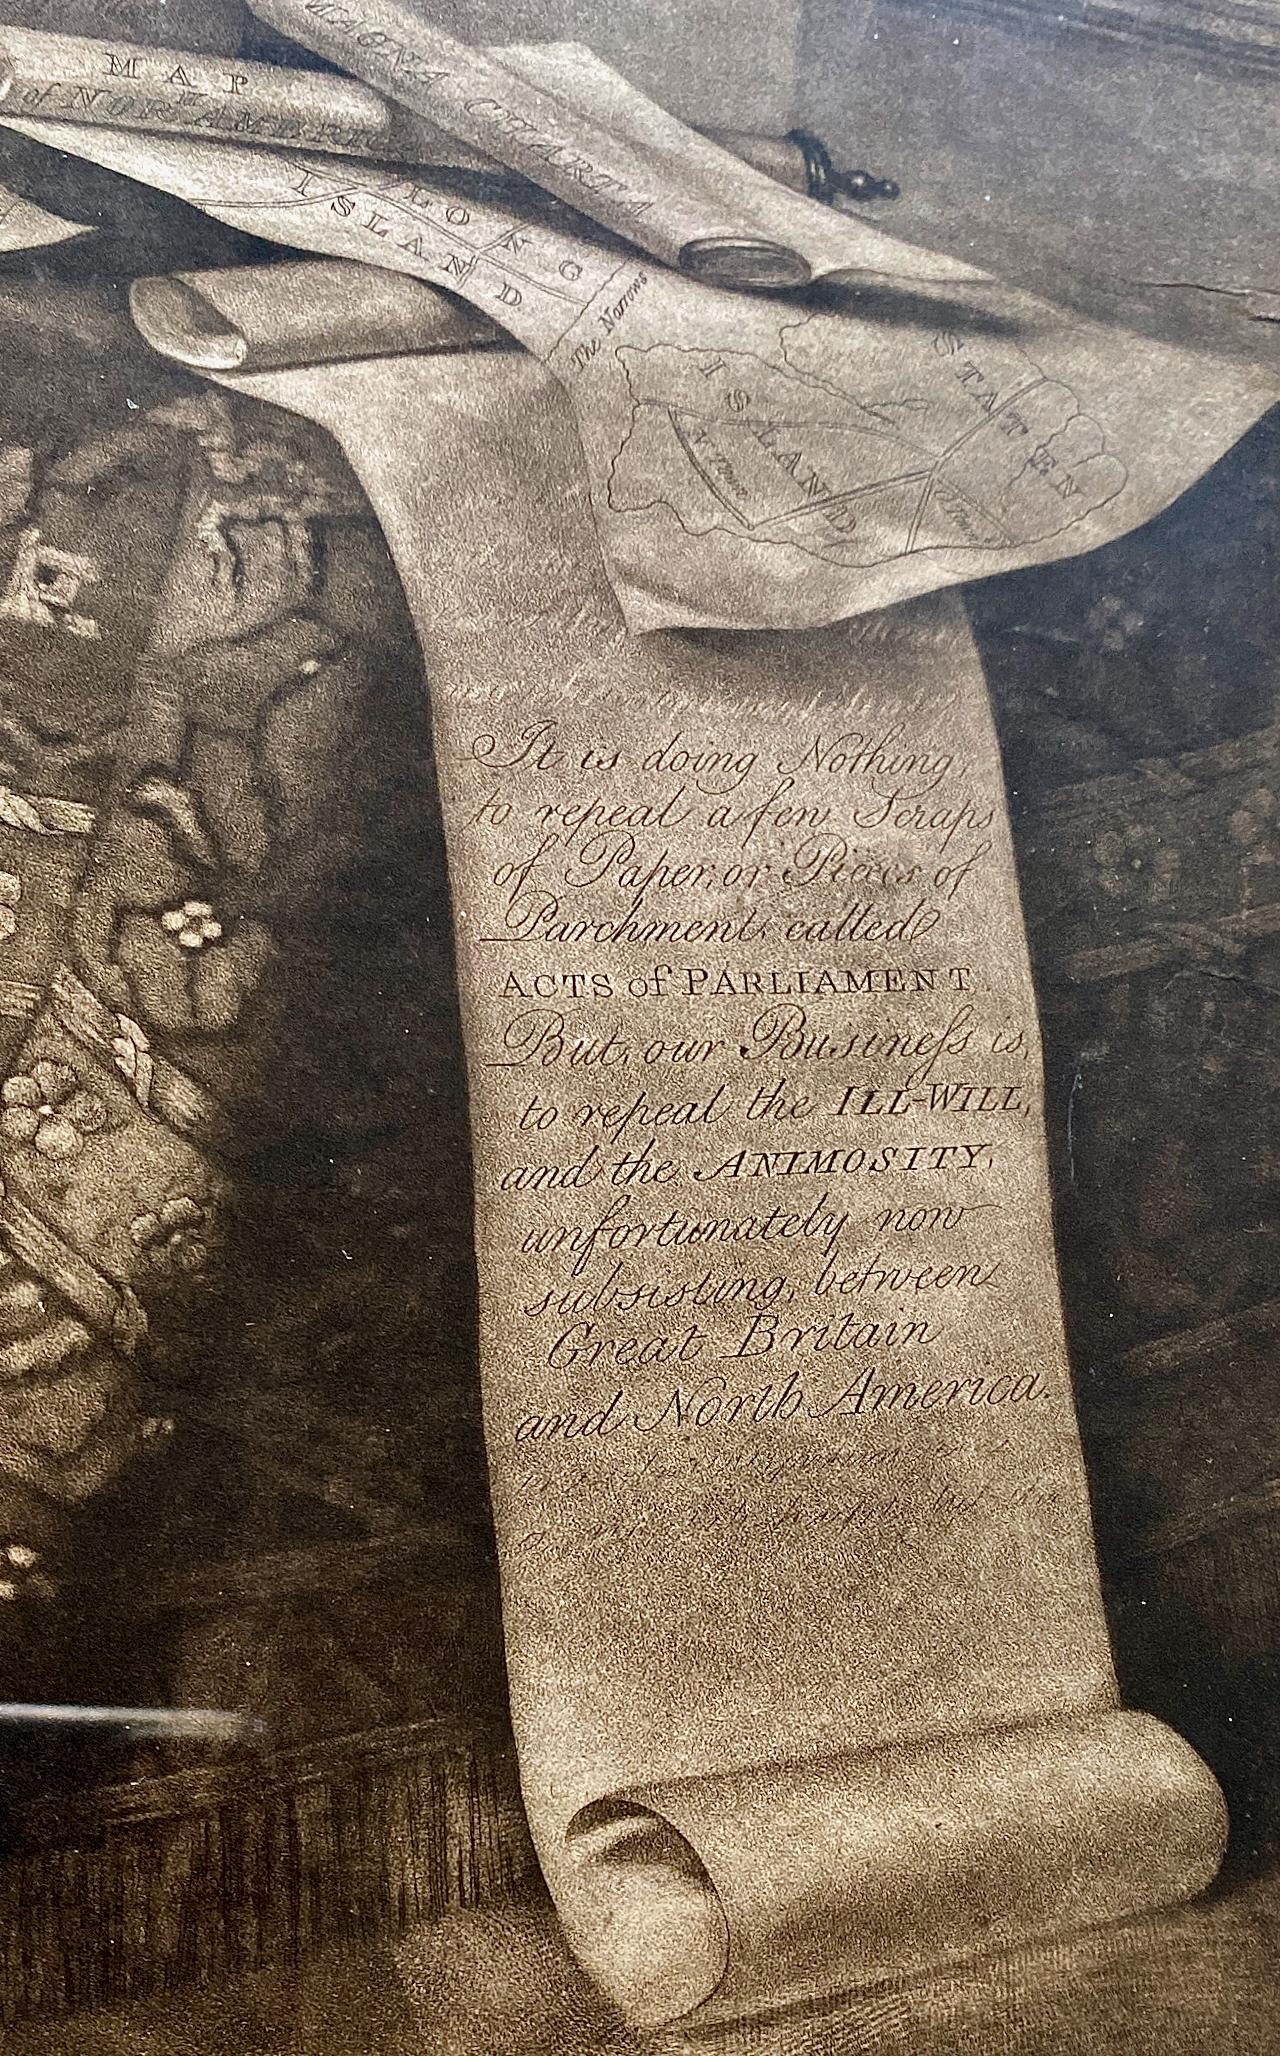 MAGNA CHARTA
MAP
of NORTH AMERI
LONG
ISLAND
The Narrows
STATEN
ISLAND
It is doing Nothing,
to repeal a few Scraps
of Paper, or Pieces of
Parchment, called
ACTS of PARLIAMENT.
But, our Businefs is,
to repeal the ILL-WILL,
and the ANIMOSITY,
unfortunately now
subsisting, between
Great Britain
and North America.